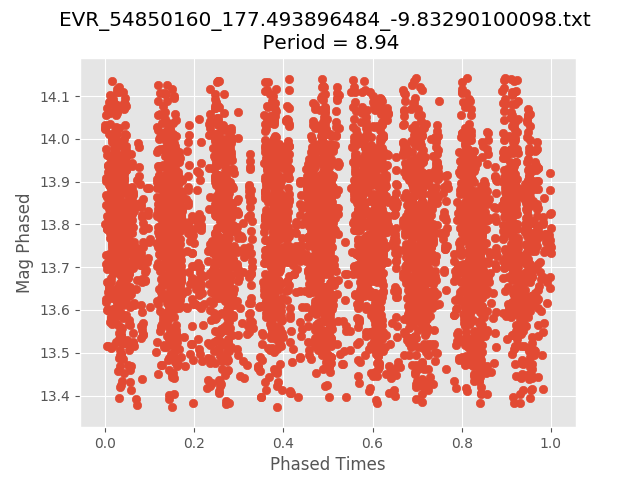 EVR_54850160_177.493896484_-9.83290100098.txt
Period = 8.94
14.1
14.0
13.9
13.8
13.7
13.6
13.5
13.4
Mag Phased
0.0 0.2 0.4 0.6 0.8 1.0
Phased Times